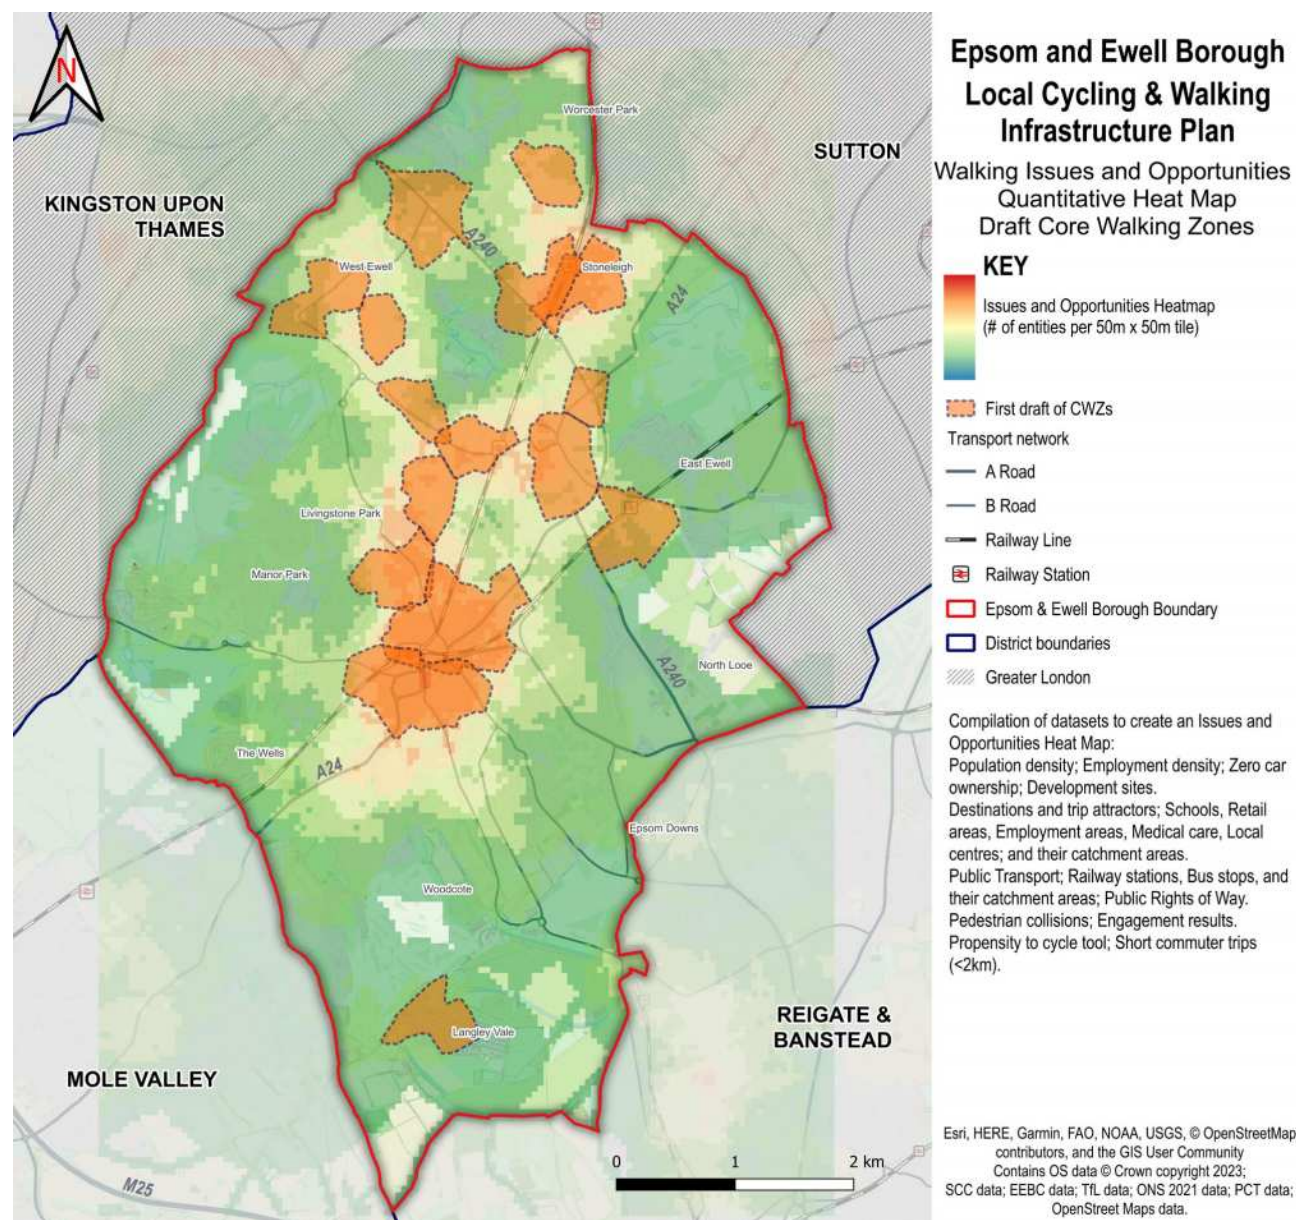 N
Worcester Park
SUTTON
KINGSTON UPON
THAMES
A240
West Ewell
Stoneleigh
A24
East Ewell
Livingstone Park
Manor Park
North Looe
A240
The Wells
A24
Epsom Downs
Woodcote
Langley Vale
REIGATE &
BANSTEAD
MOLE VALLEY
M25
0 1 2 km
Epsom and Ewell Borough
Local Cycling & Walking
Infrastructure Plan
Walking Issues and Opportunities
Quantitative Heat Map
Draft Core Walking Zones
KEY
Issues and Opportunities Heatmap
(# of entities per 50m x 50m tile)
First draft of CWZs
Transport network
A Road
B Road
Railway Line
Railway Station
Epsom & Ewell Borough Boundary
District boundaries
Greater London
Compilation of datasets to create an Issues and
Opportunities Heat Map:
Population density; Employment density; Zero car
ownership; Development sites.
Destinations and trip attractors; Schools, Retail
areas, Employment areas, Medical care, Local
centres; and their catchment areas.
Public Transport; Railway stations, Bus stops, and
their catchment areas; Public Rights of Way.
Pedestrian collisions; Engagement results.
Propensity to cycle tool; Short commuter trips
(<2km).
Esri, HERE, Garmin, FAO, NOAA, USGS, © OpenStreetMap
contributors, and the GIS User Community
Contains OS data © Crown copyright 2023;
SCC data; EEBC data; TfL data; ONS 2021 data; PCT data;
OpenStreet Maps data.